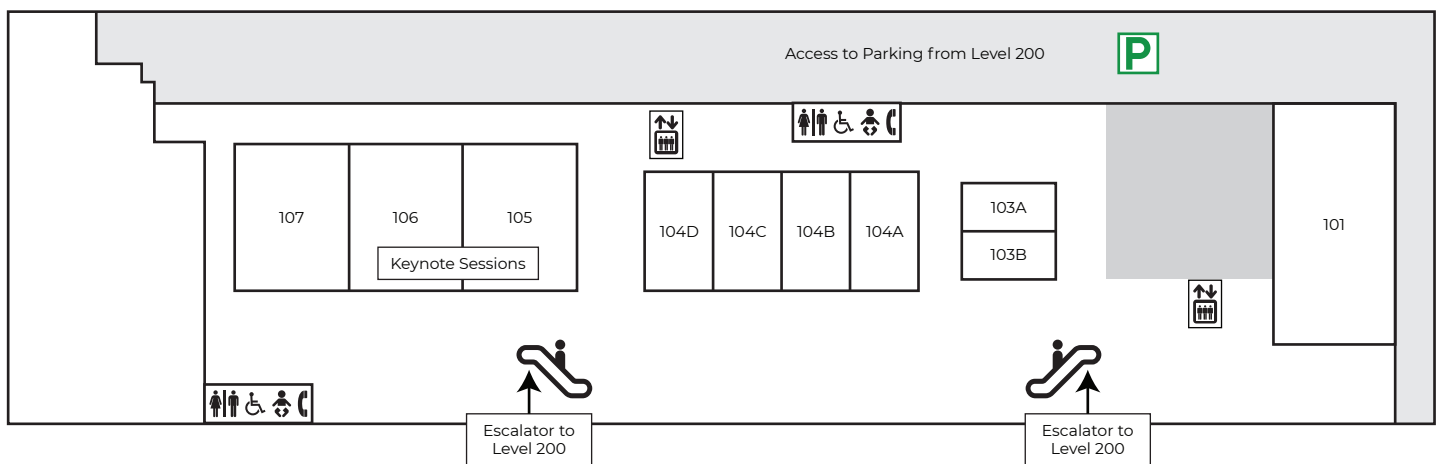 Access to Parking from Level 200
P
107
106
105
Keynote Sessions
104D
104C
104B
104A
103A
103B
101
Escalator to
Level 200
Escalator to
Level 200